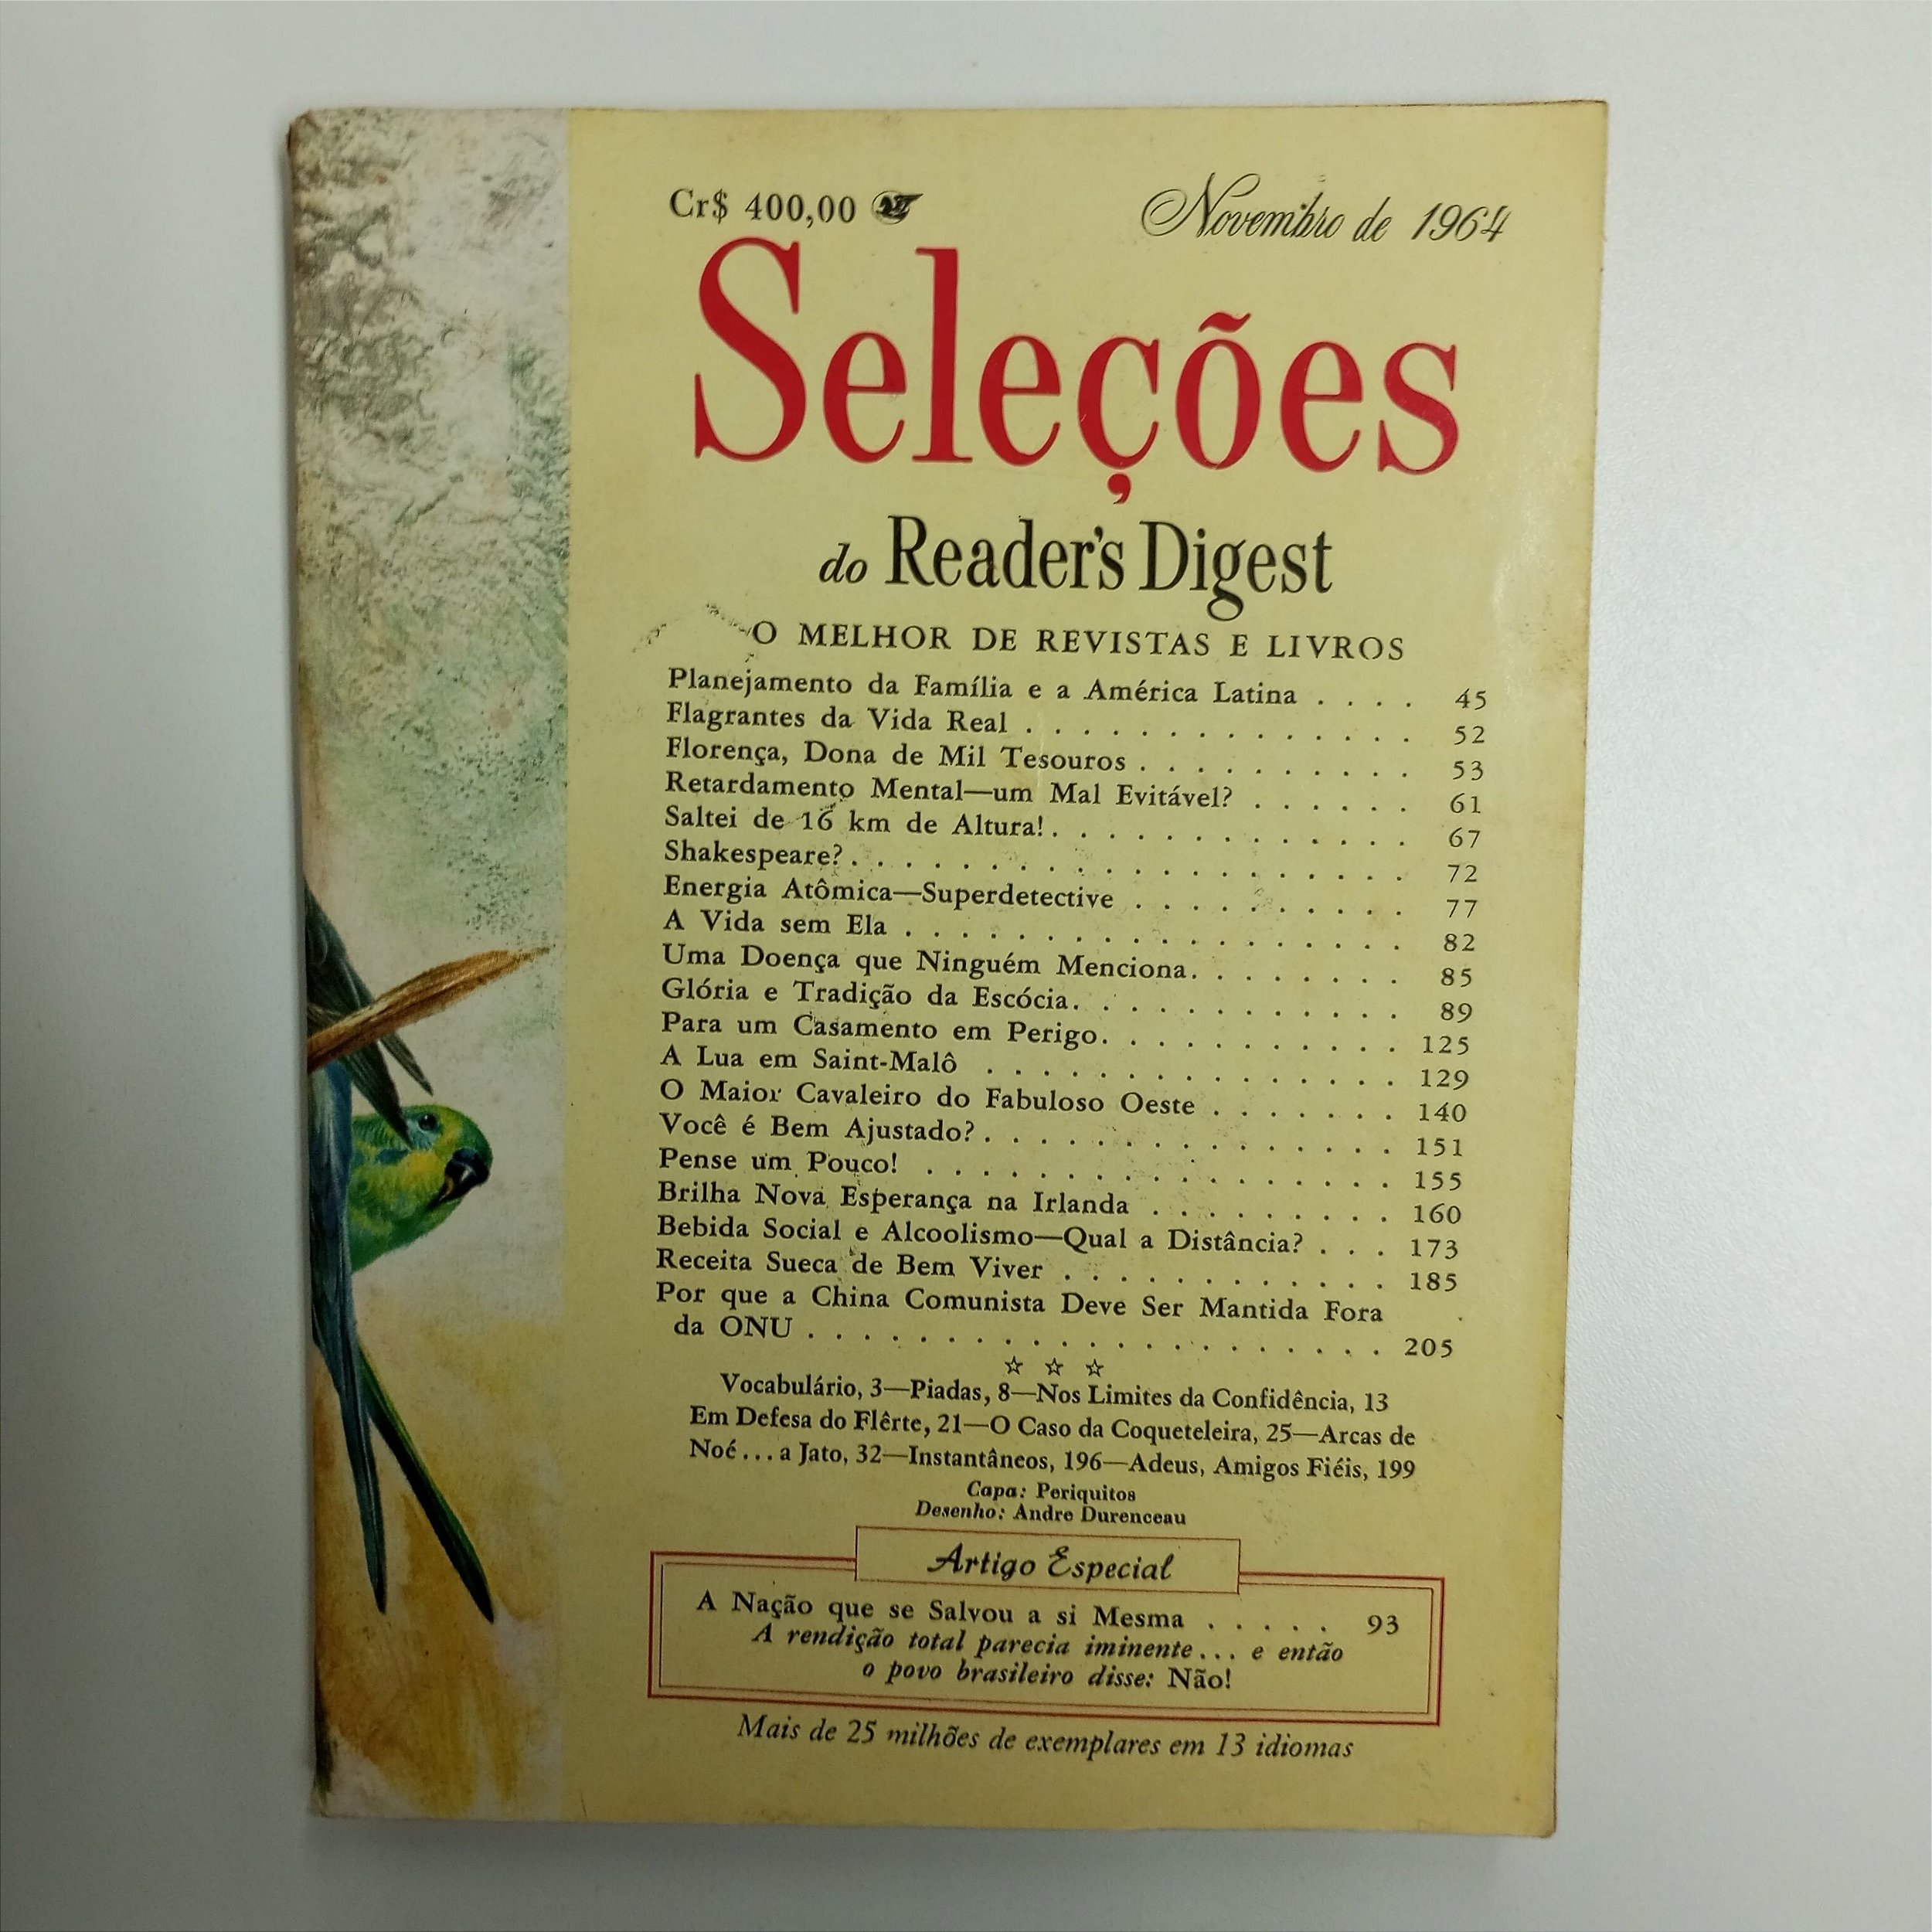 Cr$ 400,00
Novembro de 1964
Seleções
do Reader's Digest
O MELHOR DE REVISTAS E LIVROS
Planejamento da Família e a América Latina . . . . 45
Flagrantes da Vida Real . . . . . . . . . . . . . . 52
Florença, Dona de Mil Tesouros . . . . . . . . . . 53
Retardamento Mental—um Mal Evitável? . . . . . . 61
Saltei de 16 km de Altura! . . . . . . . . . . . . . 67
Shakespeare? . . . . . . . . . . . . . . . . . . . . 72
Energia Atômica—Superdetective . . . . . . . . . . 77
A Vida sem Ela . . . . . . . . . . . . . . . . . . 82
Uma Doença que Ninguém Menciona . . . . . . . . 85
Glória e Tradição da Escócia . . . . . . . . . . . . 89
Para um Casamento em Perigo . . . . . . . . . . . 125
A Lua em Saint-Malô . . . . . . . . . . . . . . . 129
O Maior Cavaleiro do Fabuloso Oeste . . . . . . . 140
Você é Bem Ajustado? . . . . . . . . . . . . . . . 151
Pense um Pouco! . . . . . . . . . . . . . . . . . 155
Brilha Nova Esperança na Irlanda . . . . . . . . . 160
Bebida Social e Alcoolismo—Qual a Distância? . . . 173
Receita Sueca de Bem Viver . . . . . . . . . . . . 185
Por que a China Comunista Deve Ser Mantida Fora
da ONU . . . . . . . . . . . . . . . . . . . . . 205
☆ ☆ ☆
Vocabulário, 3—Piadas, 8—Nos Limites da Confidência, 13
Em Defesa do Flêrte, 21—O Caso da Coqueteleira, 25—Arcas de
Noé... a Jato, 32—Instantâneos, 196—Adeus, Amigos Fiéis, 199
Capa: Periquitos
Desenho: Andre Durenceau
Artigo Especial
A Nação que se Salvou a si Mesma . . . . . 93
A rendição total parecia iminente... e então
o povo brasileiro disse: Não!
Mais de 25 milhões de exemplares em 13 idiomas